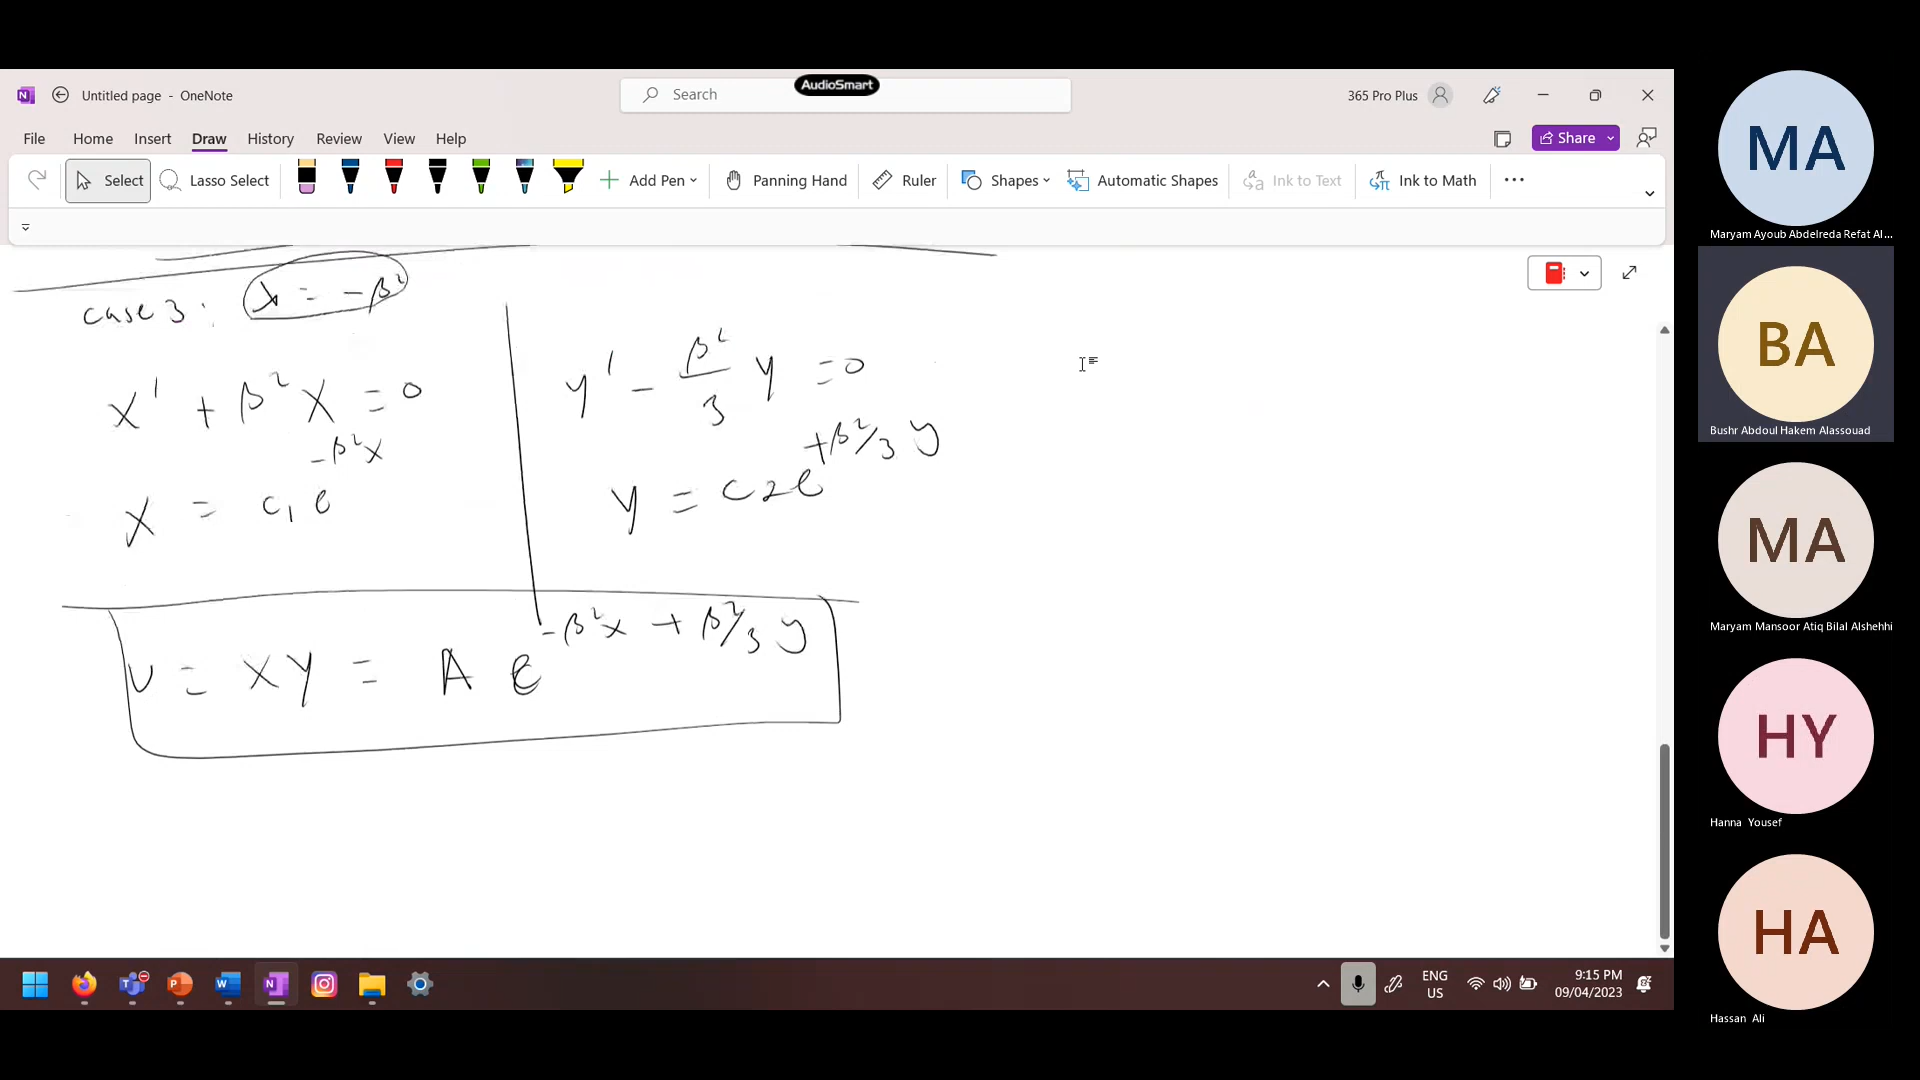 AudioSmart
Untitled page - OneNote
Search
365 Pro Plus
File Home Insert Draw History Review View Help
Share
Select Lasso Select Add Pen Panning Hand Ruler Shapes Automatic Shapes Ink to Text Ink to Math
case 3: λ = -β²
X' + β² X = 0
X = c₁ e^(-β²x)
Y' - β²/3 Y = 0
Y = c2 e^(+β²/3 y)
U = XY = A e^(-β²x + β²/3 y)
MA
Maryam Ayoub Abdelreda Refat Al...
BA
Bushr Abdoul Hakem Alassouad
MA
Maryam Mansoor Atiq Bilal Alshehhi
HY
Hanna Yousef
HA
Hassan Ali
ENG
US
9:15 PM
09/04/2023